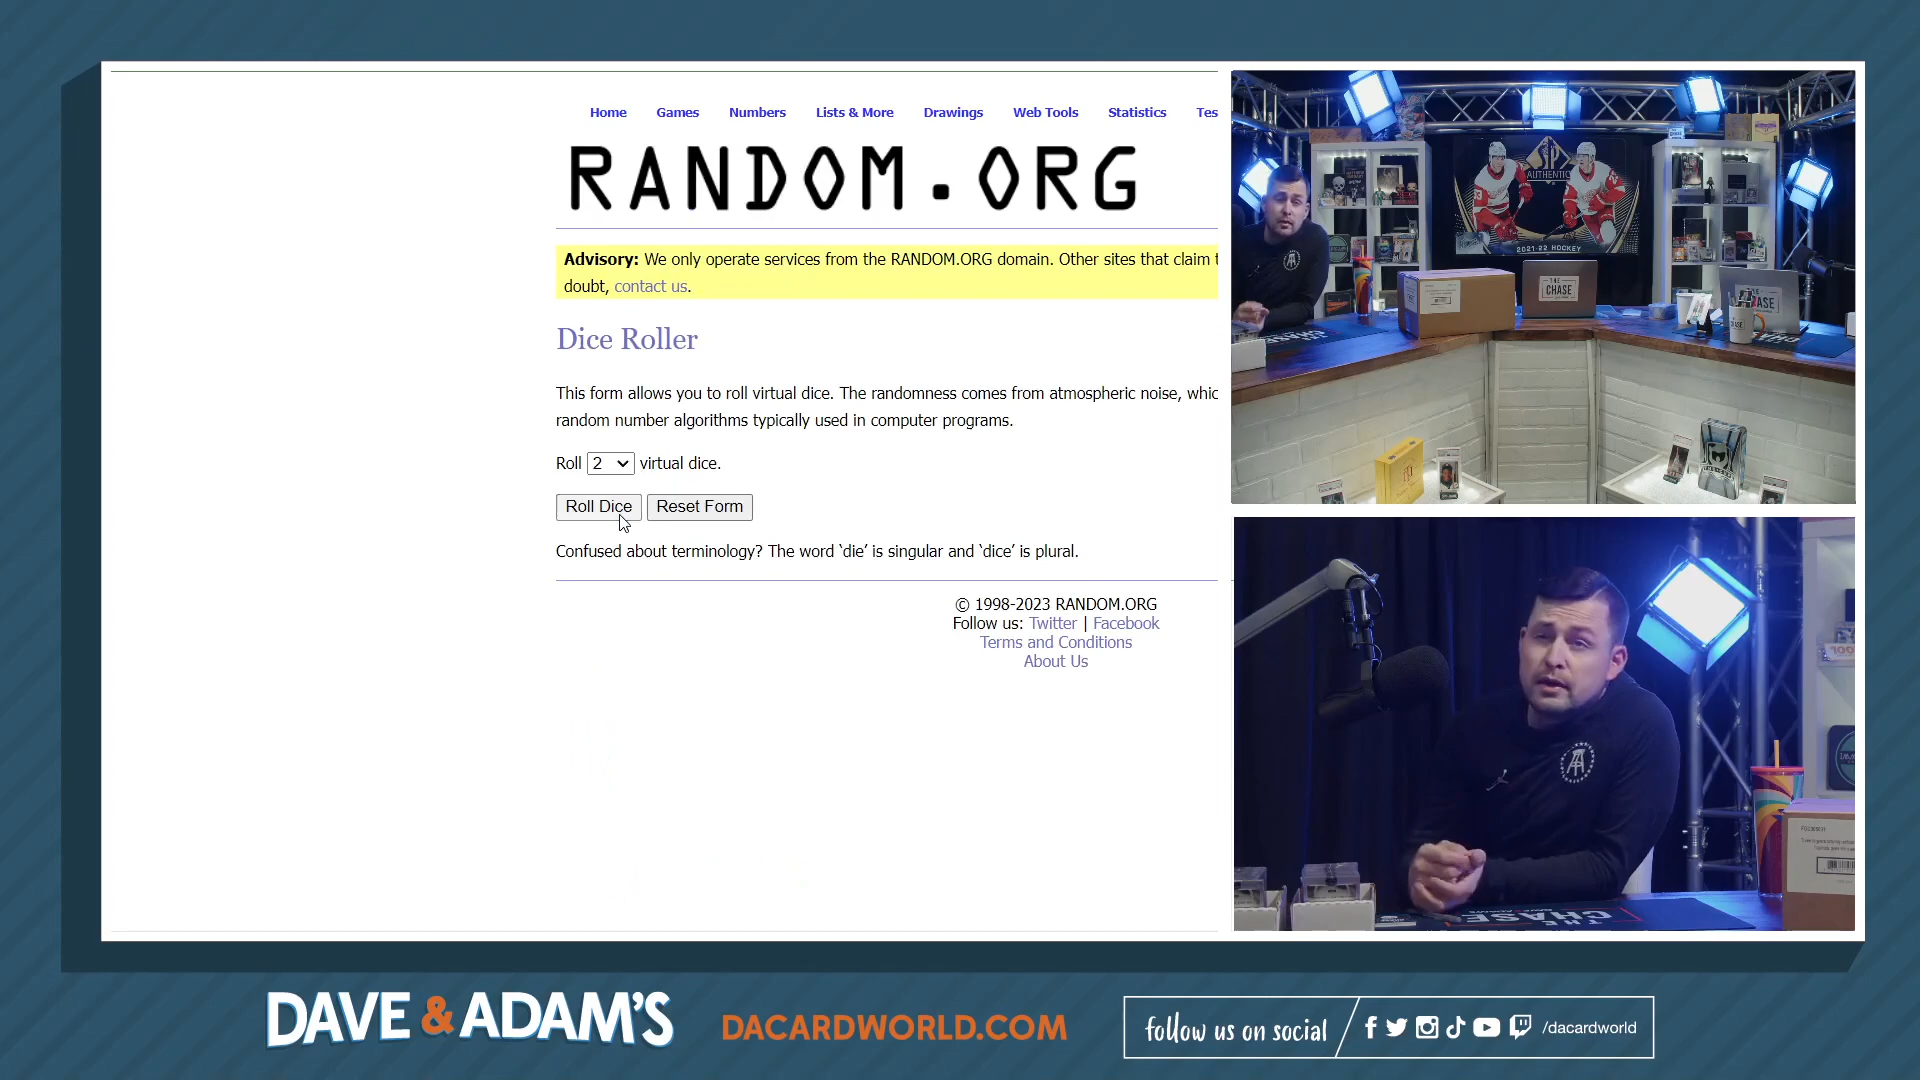 Home Games Numbers Lists & More Drawings Web Tools Statistics Tes
RANDOM.ORG
Advisory: We only operate services from the RANDOM.ORG domain. Other sites that claim t
doubt, contact us.
Dice Roller
This form allows you to roll virtual dice. The randomness comes from atmospheric noise, whic
random number algorithms typically used in computer programs.
Roll 2 virtual dice.
Roll Dice Reset Form
Confused about terminology? The word ‘die’ is singular and ‘dice’ is plural.
© 1998-2023 RANDOM.ORG
Follow us: Twitter | Facebook
Terms and Conditions
About Us
SP
AUTHENTIC
2021-22 HOCKEY
THE
CHASE
THE
CHASE
DAVE & ADAM'S
DACARDWORLD.COM
follow us on social
/dacardworld